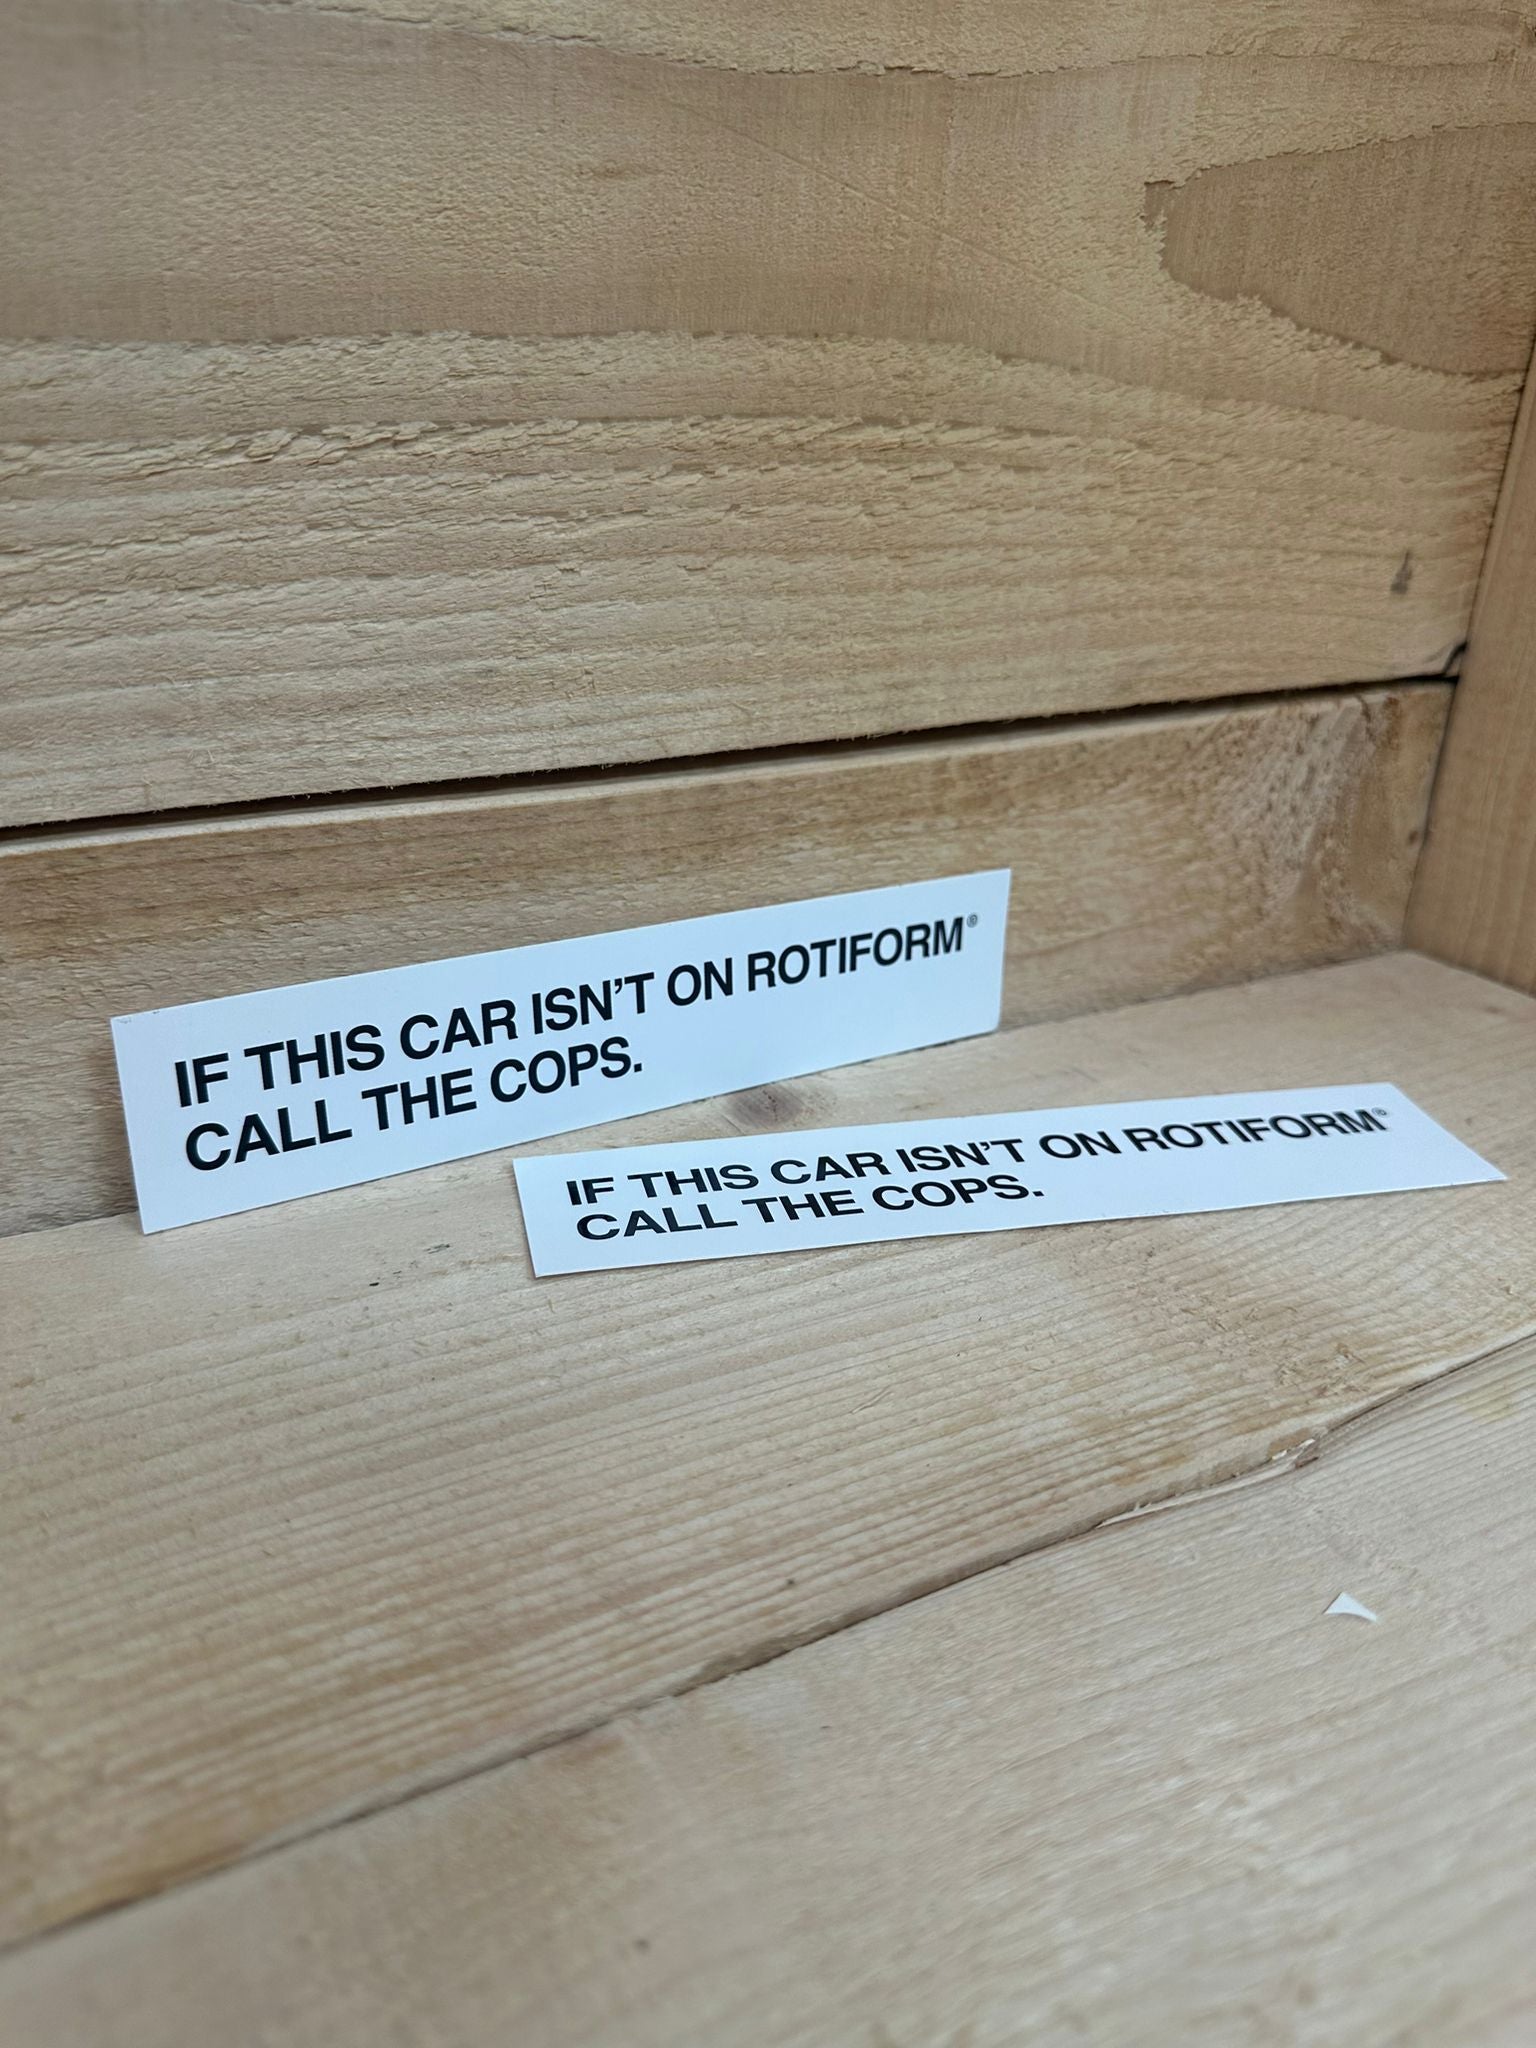 IF THIS CAR ISN'T ON ROTIFORM®
CALL THE COPS.
IF THIS CAR ISN'T ON ROTIFORM®
CALL THE COPS.